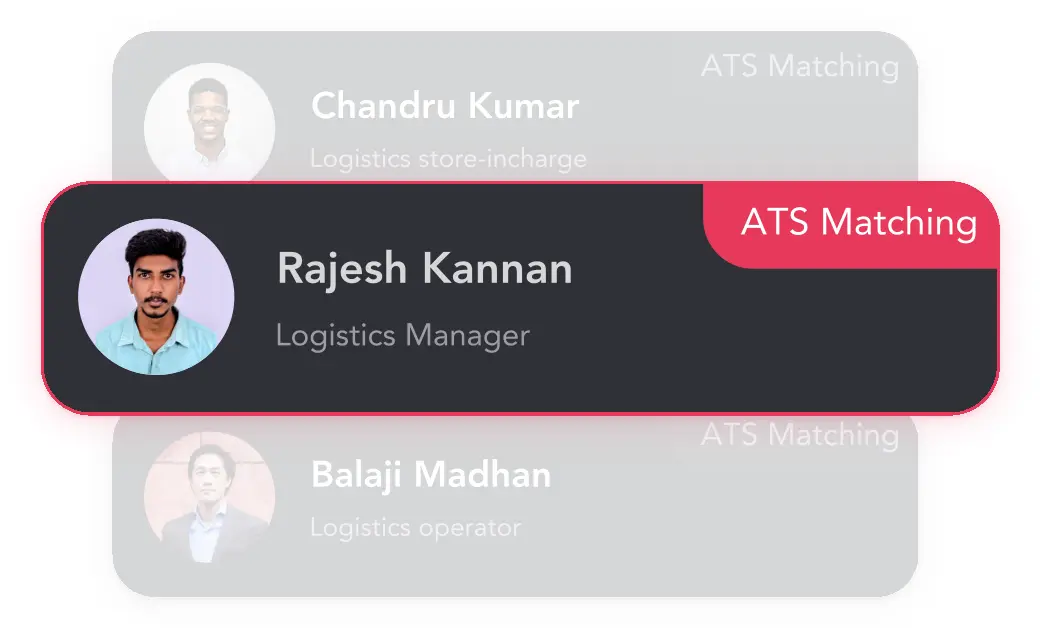 ATS Matching
Chandru Kumar
Logistics store-incharge
ATS Matching
Rajesh Kannan
Logistics Manager
ATS Matching
Balaji Madhan
Logistics operator